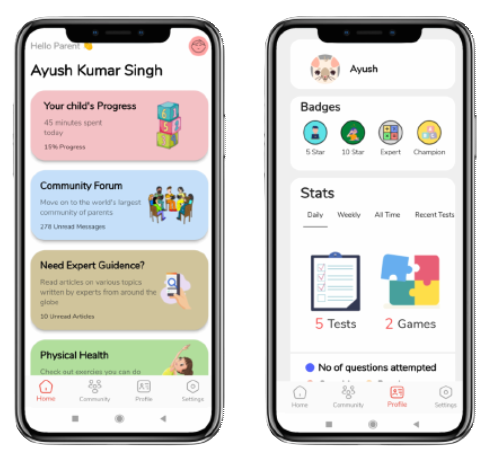 Hello Parent
Ayush Kumar Singh
Your child's Progress
45 minutes spent
today
15% Progress
Community Forum
Move on to the world's largest
community of parents
278 Unread Messages
Need Expert Guidence?
Read articles on various topics
written by experts from around the
globe
10 Unread Articles
Physical Health
Check out exercies you can do
Home Community Profile Settings
Ayush
Badges
5 Star 10 Star Expert Champion
Stats
Daily Weekly All Time Recent Tests
5 Tests 2 Games
No of questions attempted
Home Community Profile Settings